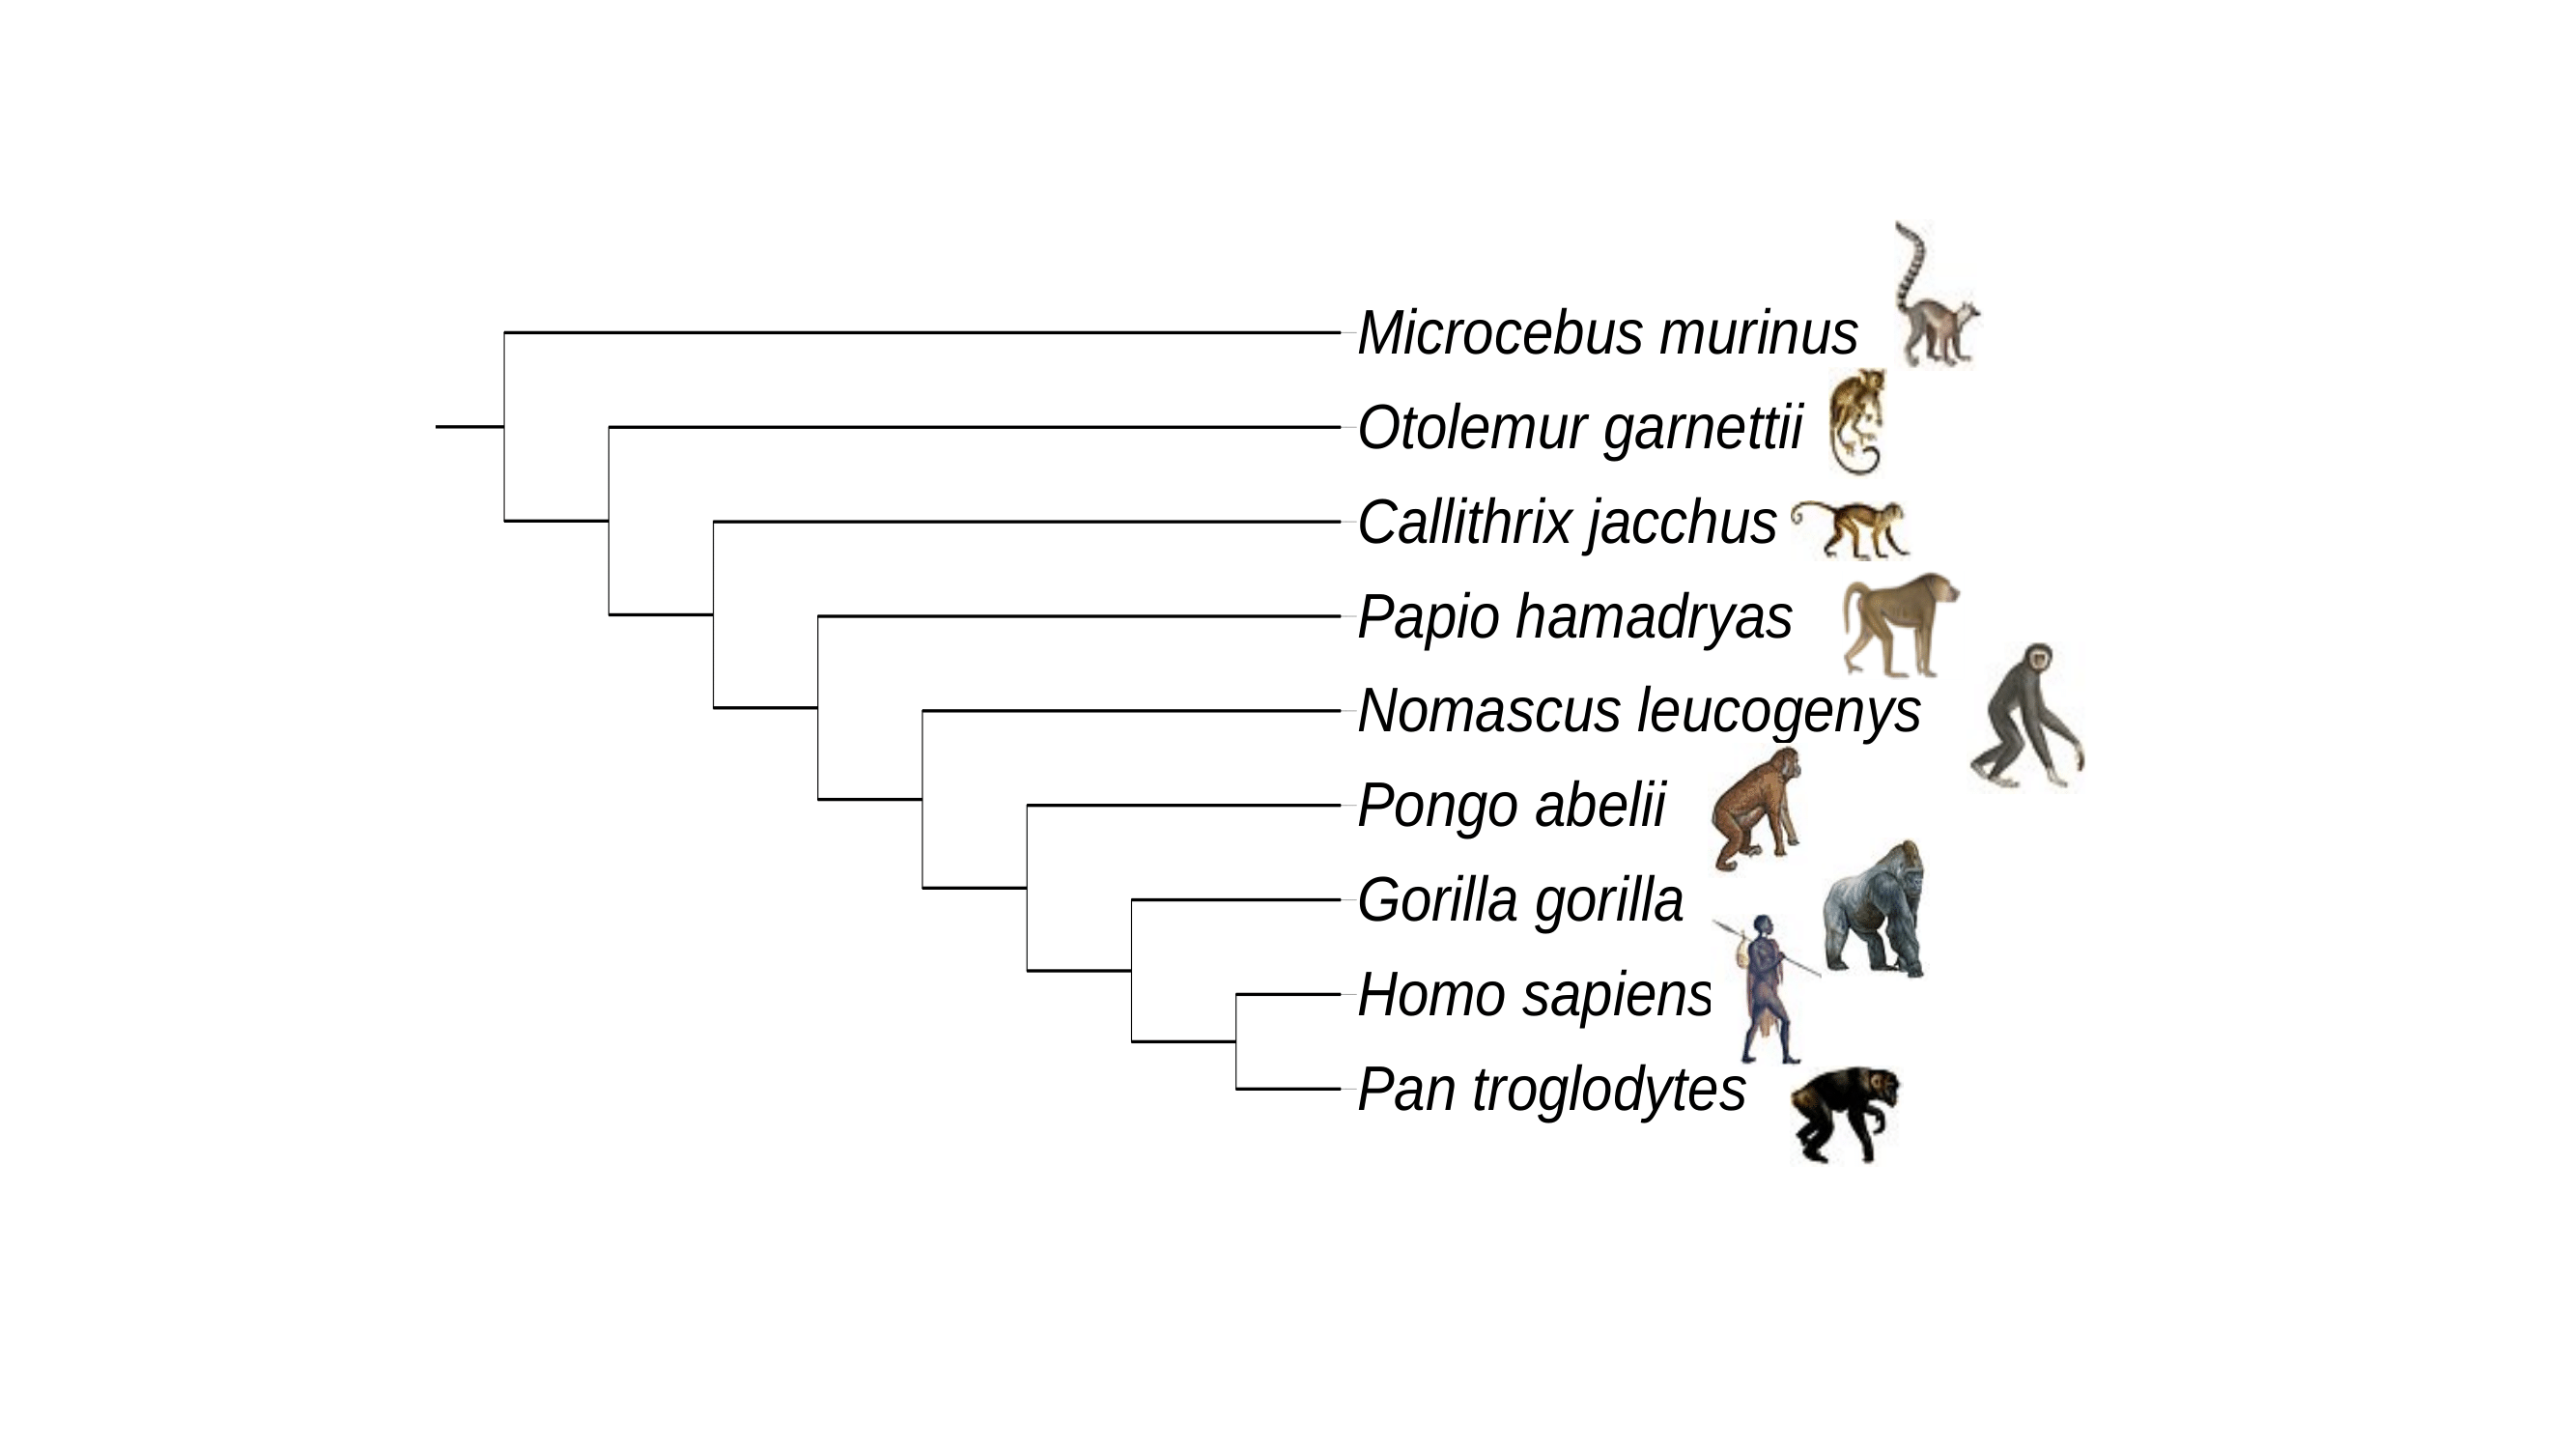 Microcebus murinus
Otolemur garnettii
Callithrix jacchus
Papio hamadryas
Nomascus leucogenys
Pongo abelii
Gorilla gorilla
Homo sapiens
Pan troglodytes